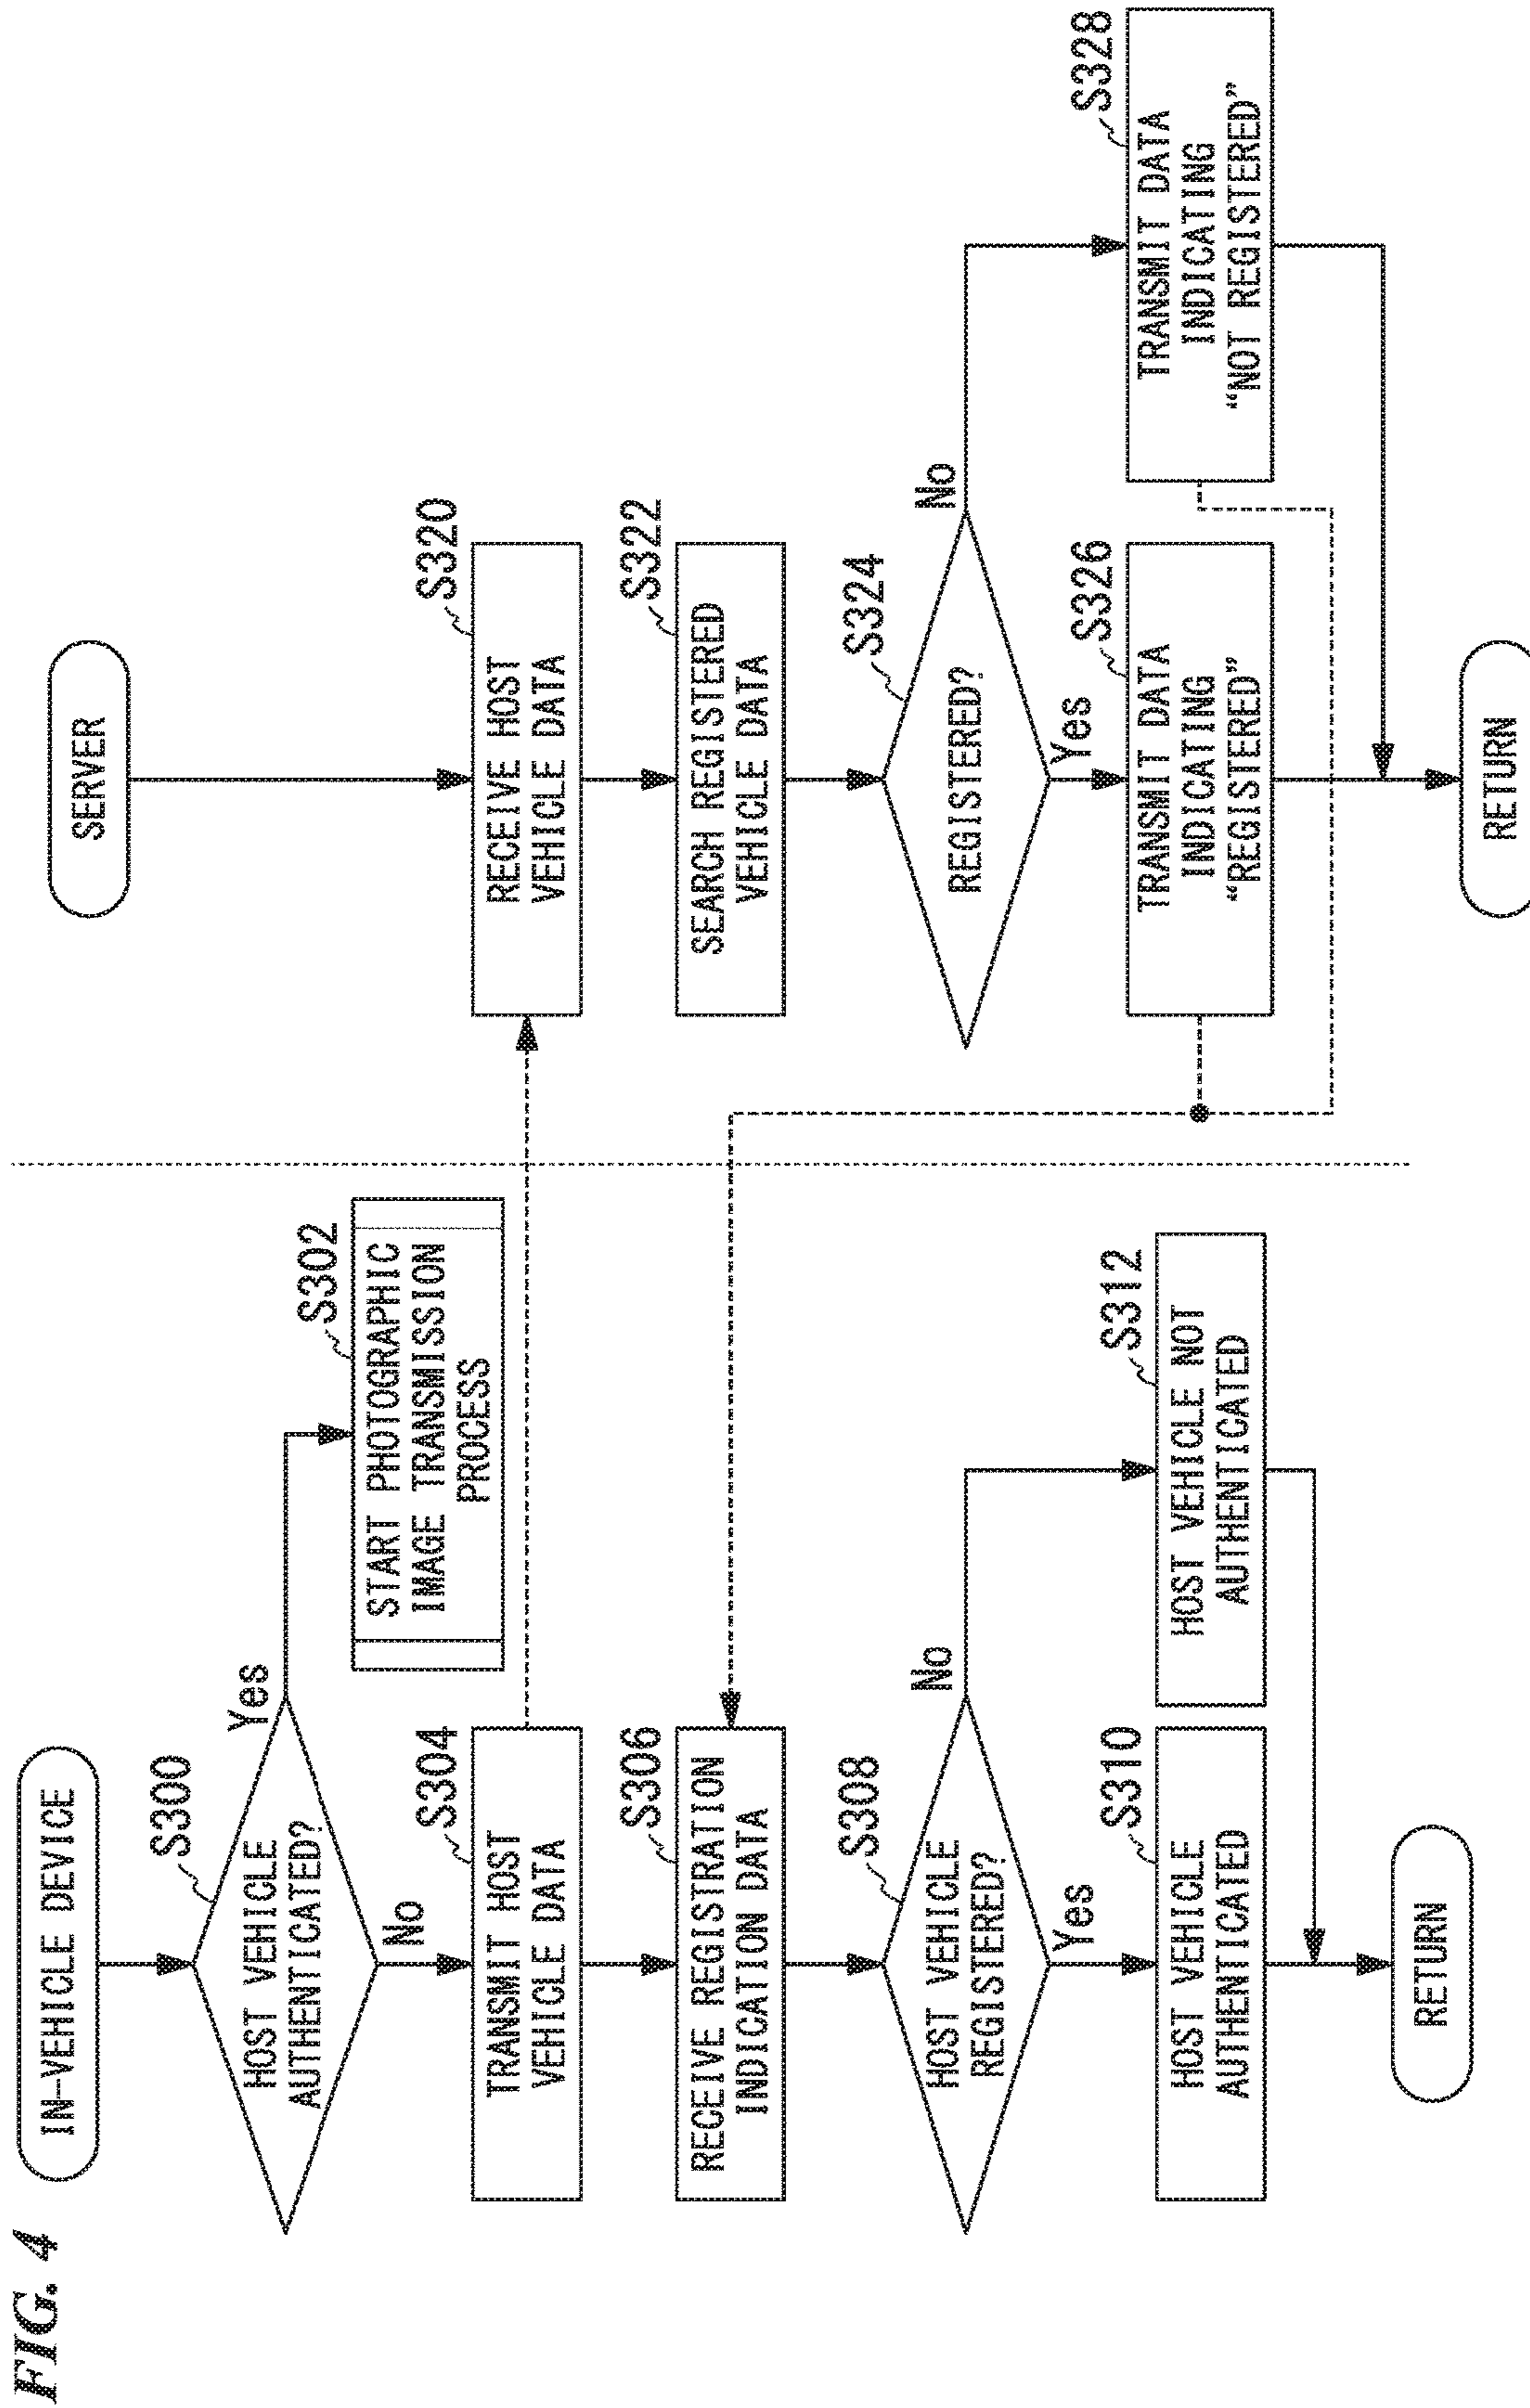 FIG. 4
IN-VEHICLE DEVICE
S300
HOST VEHICLE
AUTHENTICATED?
Yes
No
S302
START PHOTOGRAPHIC
IMAGE TRANSMISSION
PROCESS
S304
TRANSMIT HOST
VEHICLE DATA
S306
RECEIVE REGISTRATION
INDICATION DATA
S308
HOST VEHICLE
REGISTERED?
No
Yes
S310
HOST VEHICLE
AUTHENTICATED
S312
HOST VEHICLE NOT
AUTHENTICATED
RETURN
SERVER
S320
RECEIVE HOST
VEHICLE DATA
S322
SEARCH REGISTERED
VEHICLE DATA
S324
REGISTERED?
No
Yes
S326
TRANSMIT DATA
INDICATING
“REGISTERED”
S328
TRANSMIT DATA
INDICATING
“NOT REGISTERED”
RETURN